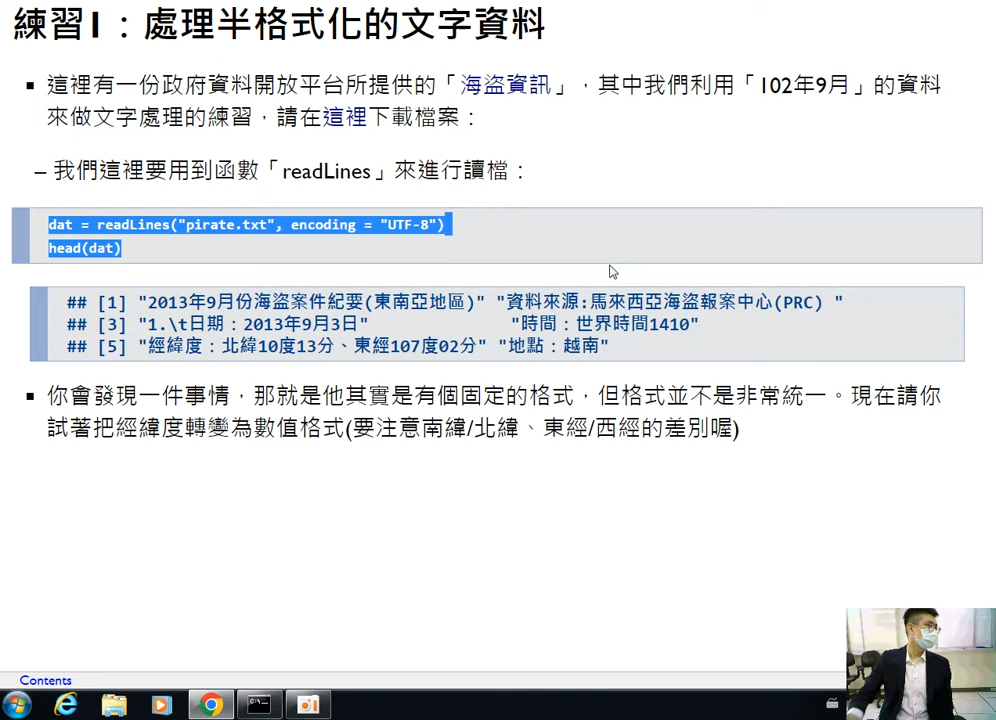 練習1：處理半格式化的文字資料
▪ 這裡有一份政府資料開放平台所提供的「海盜資訊」，其中我們利用「102年9月」的資料
來做文字處理的練習，請在這裡下載檔案：
– 我們這裡要用到函數「readLines」來進行讀檔：
dat = readLines("pirate.txt", encoding = "UTF-8")
head(dat)
## [1] "2013年9月份海盜案件紀要(東南亞地區)" "資料來源:馬來西亞海盜報案中心(PRC) "
## [3] "1.\t日期：2013年9月3日" "時間：世界時間1410"
## [5] "經緯度：北緯10度13分、東經107度02分" "地點：越南"
▪ 你會發現一件事情，那就是他其實是有個固定的格式，但格式並不是非常統一。現在請你
試著把經緯度轉變為數值格式(要注意南緯/北緯、東經/西經的差別喔)
Contents